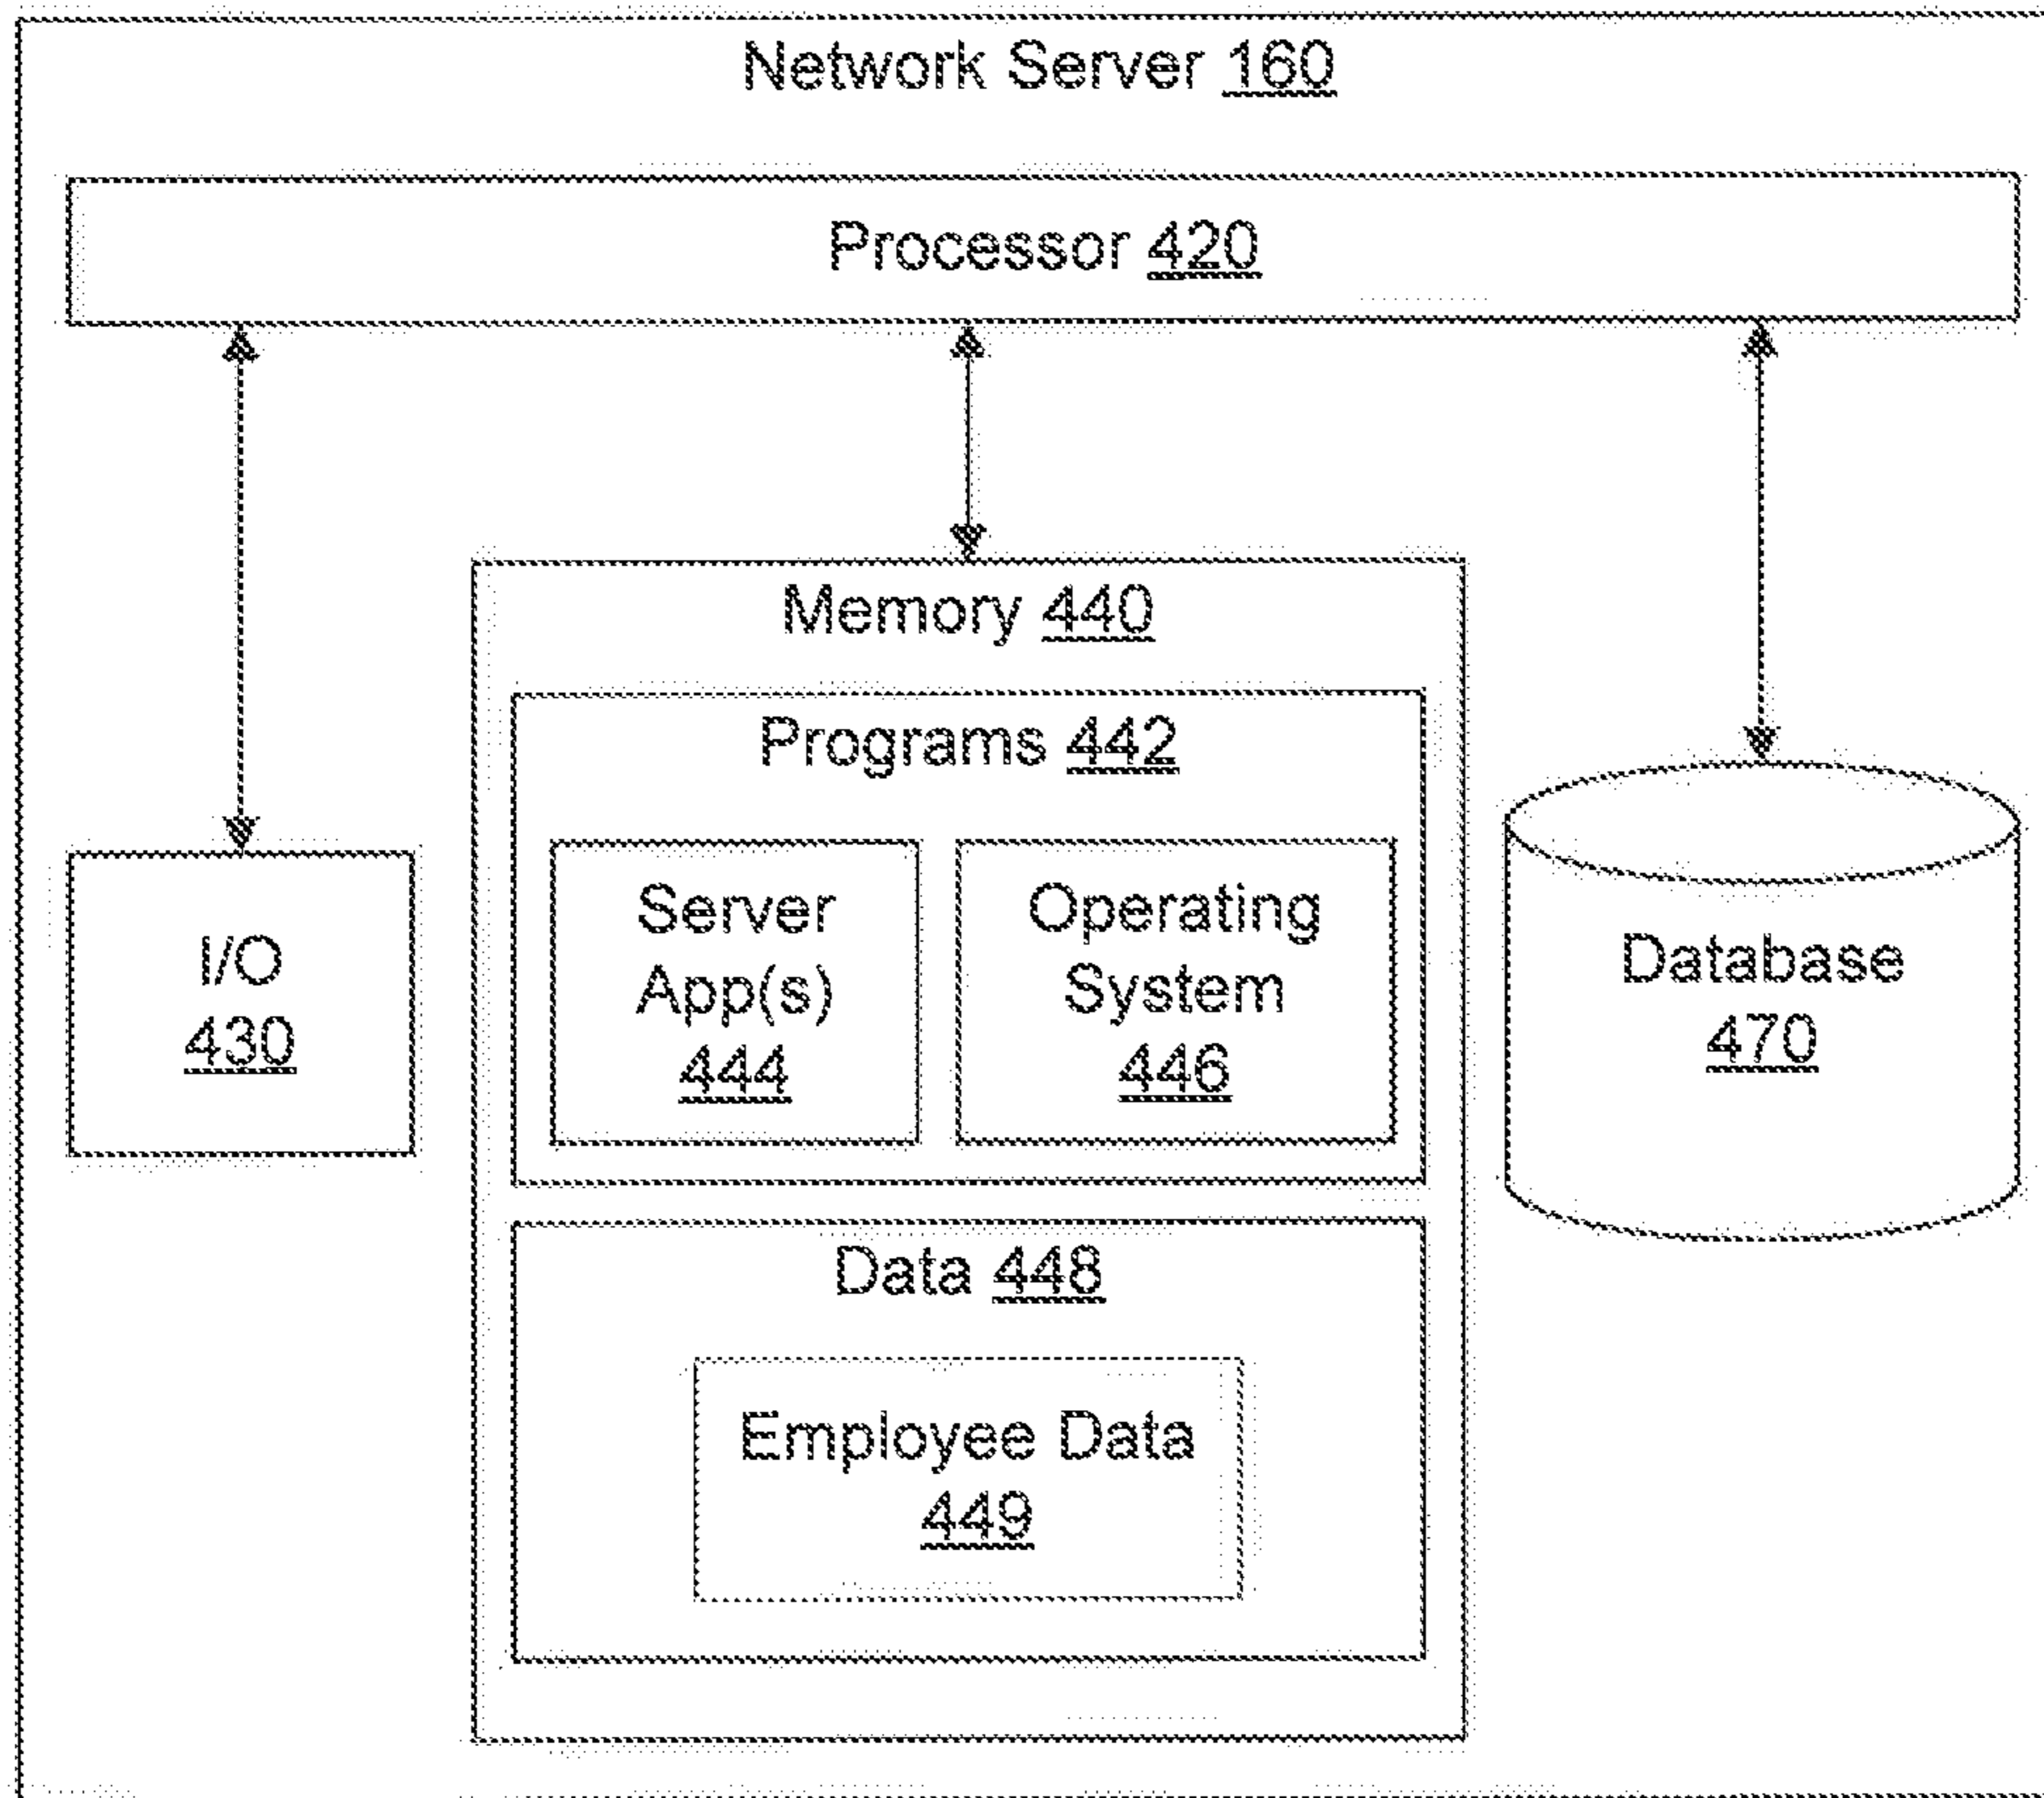 Network Server 160
Processor 420
Memory 440
Programs 442
Server
App(s)
444
Operating
System
446
I/O
430
Database
470
Data 448
Employee Data
449